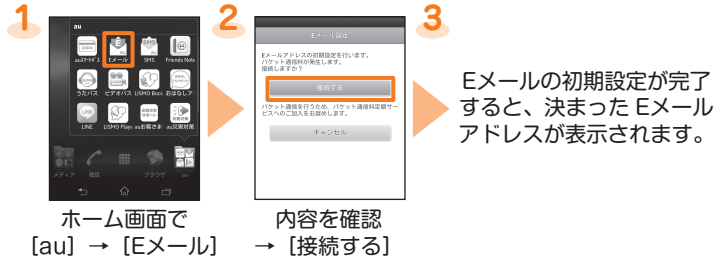 1
au
auスマートパス
Eメール
SMS
Friends Note
うたパス
ビデオパス
LISMO Book
おはなしア
LINE
LISMO Player
auお客さま
au災害対策
メディア
電話
ブラウザ
au
ホーム画面で
[au] → [Eメール]
2
Eメール設定
Eメールアドレスの初期設定を行います。
パケット通信料が発生します。
接続しますか？
接続する
パケット通信を行うため、パケット通信料定額サー
ビスへのご加入をお奨めします。
キャンセル
内容を確認
→ [接続する]
3
Eメールの初期設定が完了
すると、決まった Eメール
アドレスが表示されます。